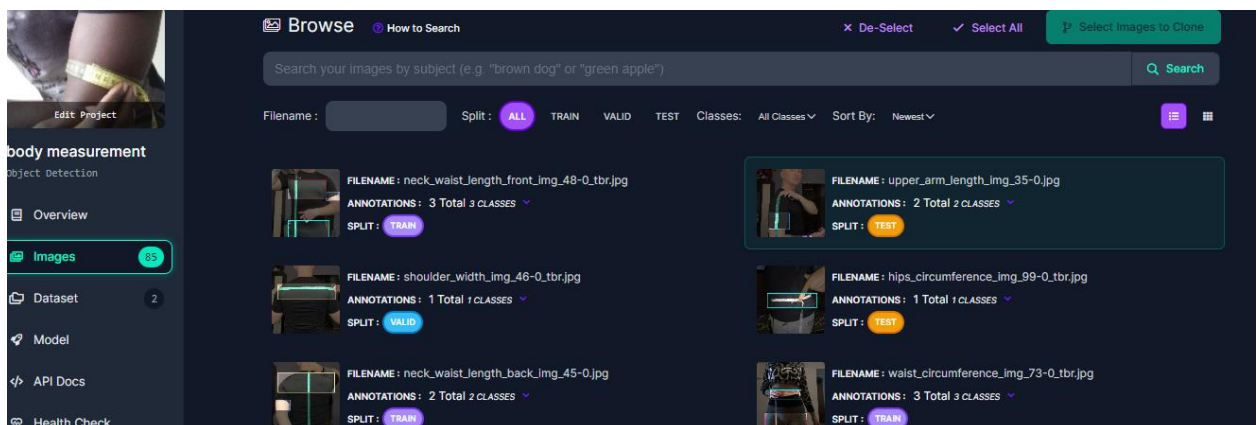 Browse
How to Search
De-Select
Select All
Select Images to Clone
Search your images by subject (e.g. "brown dog" or "green apple")
Search
Filename :
Split :
ALL
TRAIN
VALID
TEST
Classes:
All Classes
Sort By:
Newest
Edit Project
body measurement
Object Detection
Overview
Images
85
Dataset
2
Model
API Docs
Health Check
FILENAME : neck_waist_length_front_img_48-0_tbr.jpg
ANNOTATIONS : 3 Total 3 CLASSES
SPLIT : TRAIN
FILENAME : upper_arm_length_img_35-0.jpg
ANNOTATIONS : 2 Total 2 CLASSES
SPLIT : TEST
FILENAME : shoulder_width_img_46-0_tbr.jpg
ANNOTATIONS : 1 Total 1 CLASSES
SPLIT : VALID
FILENAME : hips_circumference_img_99-0_tbr.jpg
ANNOTATIONS : 1 Total 1 CLASSES
SPLIT : TEST
FILENAME : neck_waist_length_back_img_45-0.jpg
ANNOTATIONS : 2 Total 2 CLASSES
SPLIT : TRAIN
FILENAME : waist_circumference_img_73-0_tbr.jpg
ANNOTATIONS : 3 Total 3 CLASSES
SPLIT : TRAIN